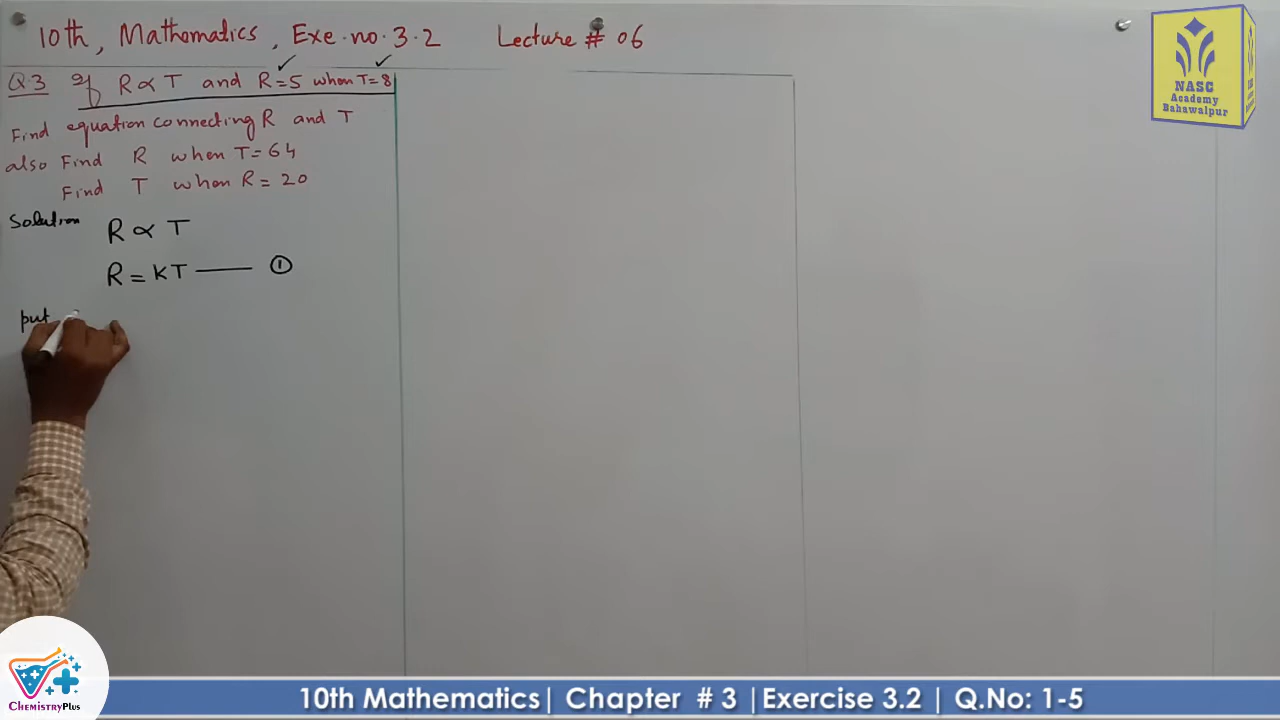 10th, Mathematics, Exe.no.3.2 Lecture # 06
Q.3 If R ∝ T and R=5 when T=8
Find equation connecting R and T
also Find R when T=64
Find T when R=20
Solution R ∝ T
R = KT —— ①
put
NASC
Academy
Bahawalpur
ChemistryPlus
10th Mathematics| Chapter # 3 |Exercise 3.2 | Q.No: 1-5